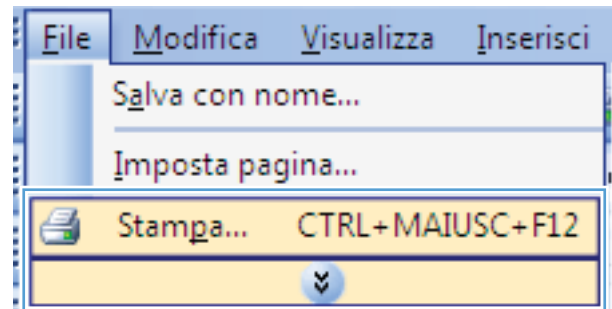 File Modifica Visualizza Inserisci
Salva con nome...
Imposta pagina...
Stampa... CTRL+MAIUSC+F12